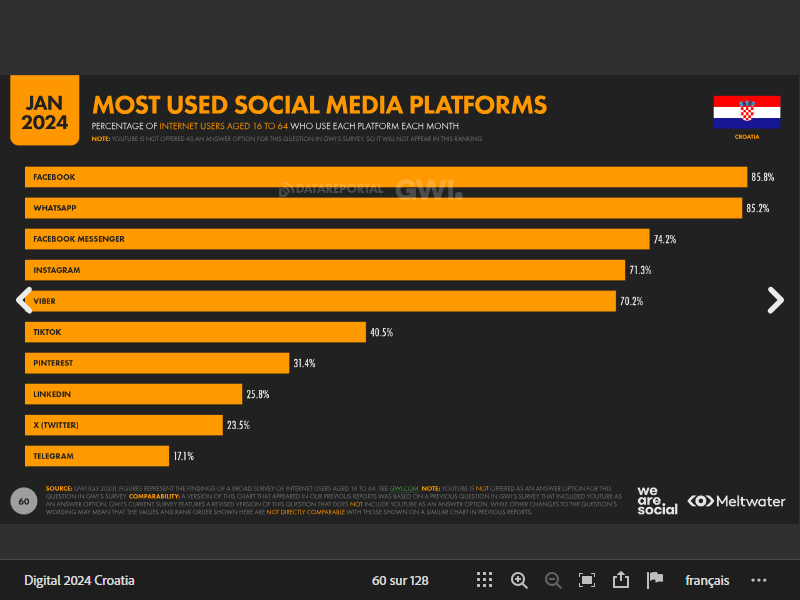 JAN
2024
MOST USED SOCIAL MEDIA PLATFORMS
PERCENTAGE OF INTERNET USERS AGED 16 TO 64 WHO USE EACH PLATFORM EACH MONTH
NOTE: YOUTUBE IS NOT OFFERED AS AN ANSWER OPTION FOR THIS QUESTION IN GWI'S SURVEY, SO IT WILL NOT APPEAR IN THIS RANKING
CROATIA
FACEBOOK 85.8%
DATAREPORTAL GWI.
WHATSAPP 85.2%
FACEBOOK MESSENGER 74.2%
INSTAGRAM 71.3%
VIBER 70.2%
TIKTOK 40.5%
PINTEREST 31.4%
LINKEDIN 25.8%
X (TWITTER) 23.5%
TELEGRAM 17.1%
60
SOURCE: GWI (Q3 2023). FIGURES REPRESENT THE FINDINGS OF A BROAD SURVEY OF INTERNET USERS AGED 16 TO 64. SEE GWI.COM. NOTE: YOUTUBE IS NOT OFFERED AS AN ANSWER OPTION FOR THIS
QUESTION IN GWI'S SURVEY. COMPARABILITY: A VERSION OF THIS CHART THAT APPEARED IN OUR PREVIOUS REPORTS WAS BASED ON A PREVIOUS QUESTION IN GWI'S SURVEY THAT INCLUDED YOUTUBE AS
AN ANSWER OPTION. GWI'S CURRENT SURVEY FEATURES A REVISED VERSION OF THIS QUESTION THAT DOES NOT INCLUDE YOUTUBE AS AN ANSWER OPTION, WHILE OTHER CHANGES TO THE QUESTION'S
WORDING MAY MEAN THAT THE VALUES AND RANK ORDER SHOWN HERE ARE NOT DIRECTLY COMPARABLE WITH THOSE SHOWN ON A SIMILAR CHART IN PREVIOUS REPORTS.
we
are.
social
Meltwater
Digital 2024 Croatia
60 sur 128
français